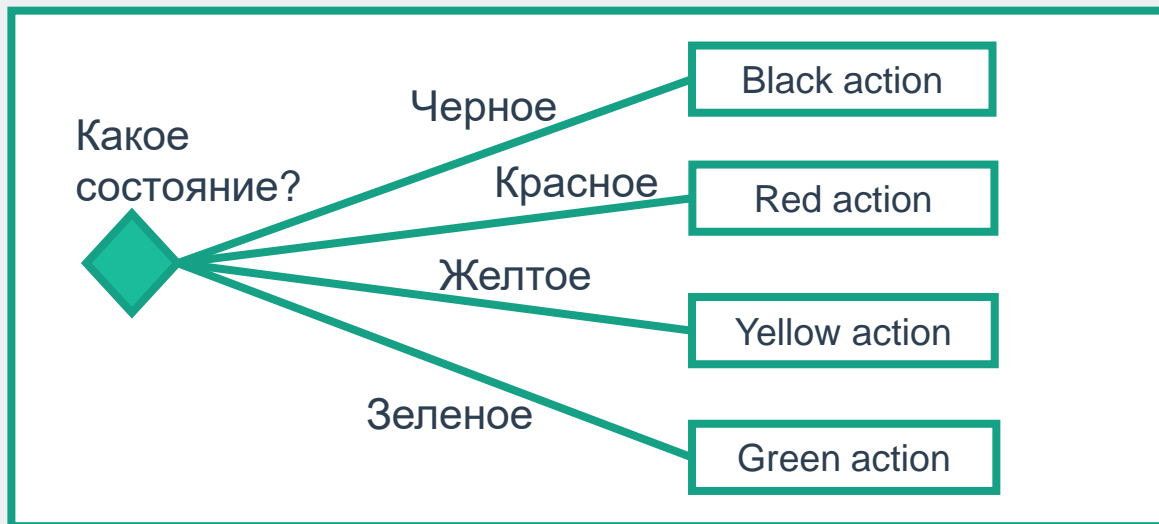 Какое
состояние?
Черное
Black action
Красное
Red action
Желтое
Yellow action
Зеленое
Green action